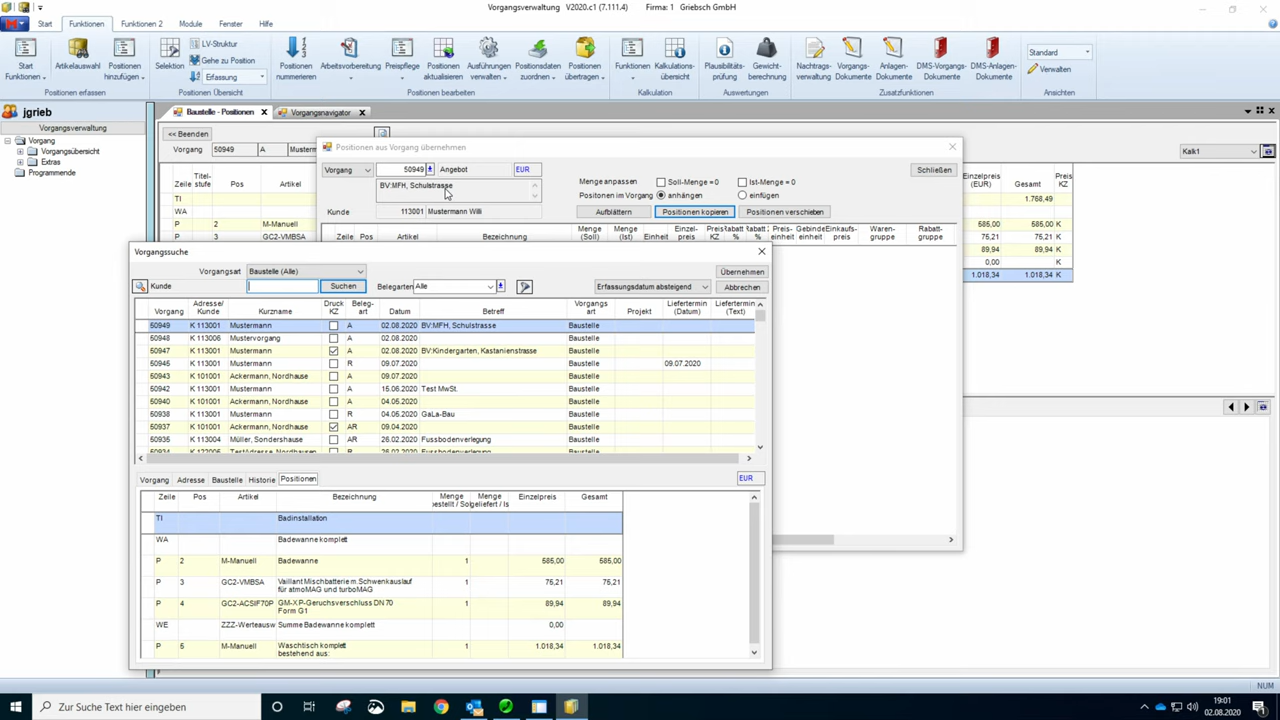 Vorgangsverwaltung V2020.c1 (7.111.4) Firma: 1 Griebsch GmbH
Start Funktionen Funktionen 2 Module Fenster Hilfe
Start Funktionen Artikelauswahl Positionen hinzufügen Selektion LV-Struktur Gehe zu Position Erfassung Positionen nummerieren Arbeitsvorbereitung Preispflege Positionen aktualisieren Ausführungen verwalten Positionsdaten zuordnen Positionen übertragen Funktionen Kalkulations- übersicht Plausibilitäts- prüfung Gewicht- berechnung Nachtrags- verwaltung Vorgangs- Dokumente Anlagen- Dokumente DMS-Vorgangs- Dokumente DMS-Anlagen- Dokumente Standard Verwalten
Positionen erfassen Positionen Übersicht Positionen bearbeiten Kalkulation Auswertungen Zusatzfunktionen Ansichten
jgrieb
Vorgangsverwaltung
Vorgang
Vorgangsübersicht
Extras
Programmene
Baustelle - Positionen Vorgangsnavigator
<< Beenden
Vorgang 50949 A Muster
Kalk1
Zeile Titel- stufe Pos Artikel
TI
WA
P 2 M-Manuell
P 3 GC2-VMBSA
Einzelpreis (EUR) Gesamt Preis KZ
1.768,49
585,00 585,00 K
75,21 75,21 K
89,94 89,94 K
0,00 0,00 K
1.018,34 1.018,34 K
Positionen aus Vorgang übernehmen
Vorgang 50949 Angebot EUR
BV:MFH, Schulstrasse
Kunde 113001 Mustermann Willi
Schließen
Menge anpassen Soll-Menge =0 Ist-Menge = 0
Positionen im Vorgang anhängen einfügen
Aufblättern Positionen kopieren Positionen verschieben
Zeile Pos Artikel Bezeichnung Menge (Soll) Menge (Ist) Einheit Einzel- preis Preis KZ Rabatt % Rabatt % Preis- einheit Gebinde einheit Einkaufs- preis Waren- gruppe Rabatt- gruppe
Vorgangssuche
Vorgangsart Baustelle (Alle) Übernehmen
Kunde Suchen Belegarten Alle Erfassungsdatum absteigend Abbrechen
Vorgang Adresse/ Kunde Kurzname Druck KZ Beleg- art Datum Betreff Vorgangs art Projekt Liefertermin (Datum) Liefertermin (Text)
50949 K 113001 Mustermann A 02.08.2020 BV:MFH, Schulstrasse Baustelle
50948 K 113006 Mustervorgang A 02.08.2020 Baustelle
50947 K 113001 Mustermann A 02.08.2020 BV:Kindergarten, Kastanienstrasse Baustelle
50945 K 113001 Mustermann R 09.07.2020 Baustelle 09.07.2020
50943 K 101001 Ackermann, Nordhause A 09.07.2020 Baustelle
50942 K 113001 Mustermann A 15.06.2020 Test MwSt. Baustelle
50940 K 101001 Ackermann, Nordhause A 04.05.2020 Baustelle
50938 K 113001 Mustermann R 04.05.2020 GaLa-Bau Baustelle
50937 K 101001 Ackermann, Nordhause AR 09.04.2020 Baustelle
50935 K 113004 Müller, Sondershause AR 26.02.2020 Fussbodenverlegung Baustelle
50934 K 122006 TestAdresse, Nordhause R 26.02.2020 Fussbodenverlegung Baustelle
Vorgang Adresse Baustelle Historie Positionen EUR
Zeile Pos Artikel Bezeichnung Menge Menge Einzelpreis Gesamt
TI Badinstallation
WA Badewanne komplett
P 2 M-Manuell Badewanne 1 585,00 585,00
P 3 GC2-VMBSA Vaillant Mischbatterie m.Schwenkauslauf 1 75,21 75,21
für atmoMAG und turboMAG
P 4 GC2-ACSIF70P GM-X P-Geruchsverschluss DN 70 1 89,94 89,94
Form G1
WE ZZZ-Werteausw Summe Badewanne komplett 0,00
P 5 M-Manuell Waschtisch komplett 1 1.018,34 1.018,34
bestehend aus:
NUM
Zur Suche Text hier eingeben
19:01
02.08.2020